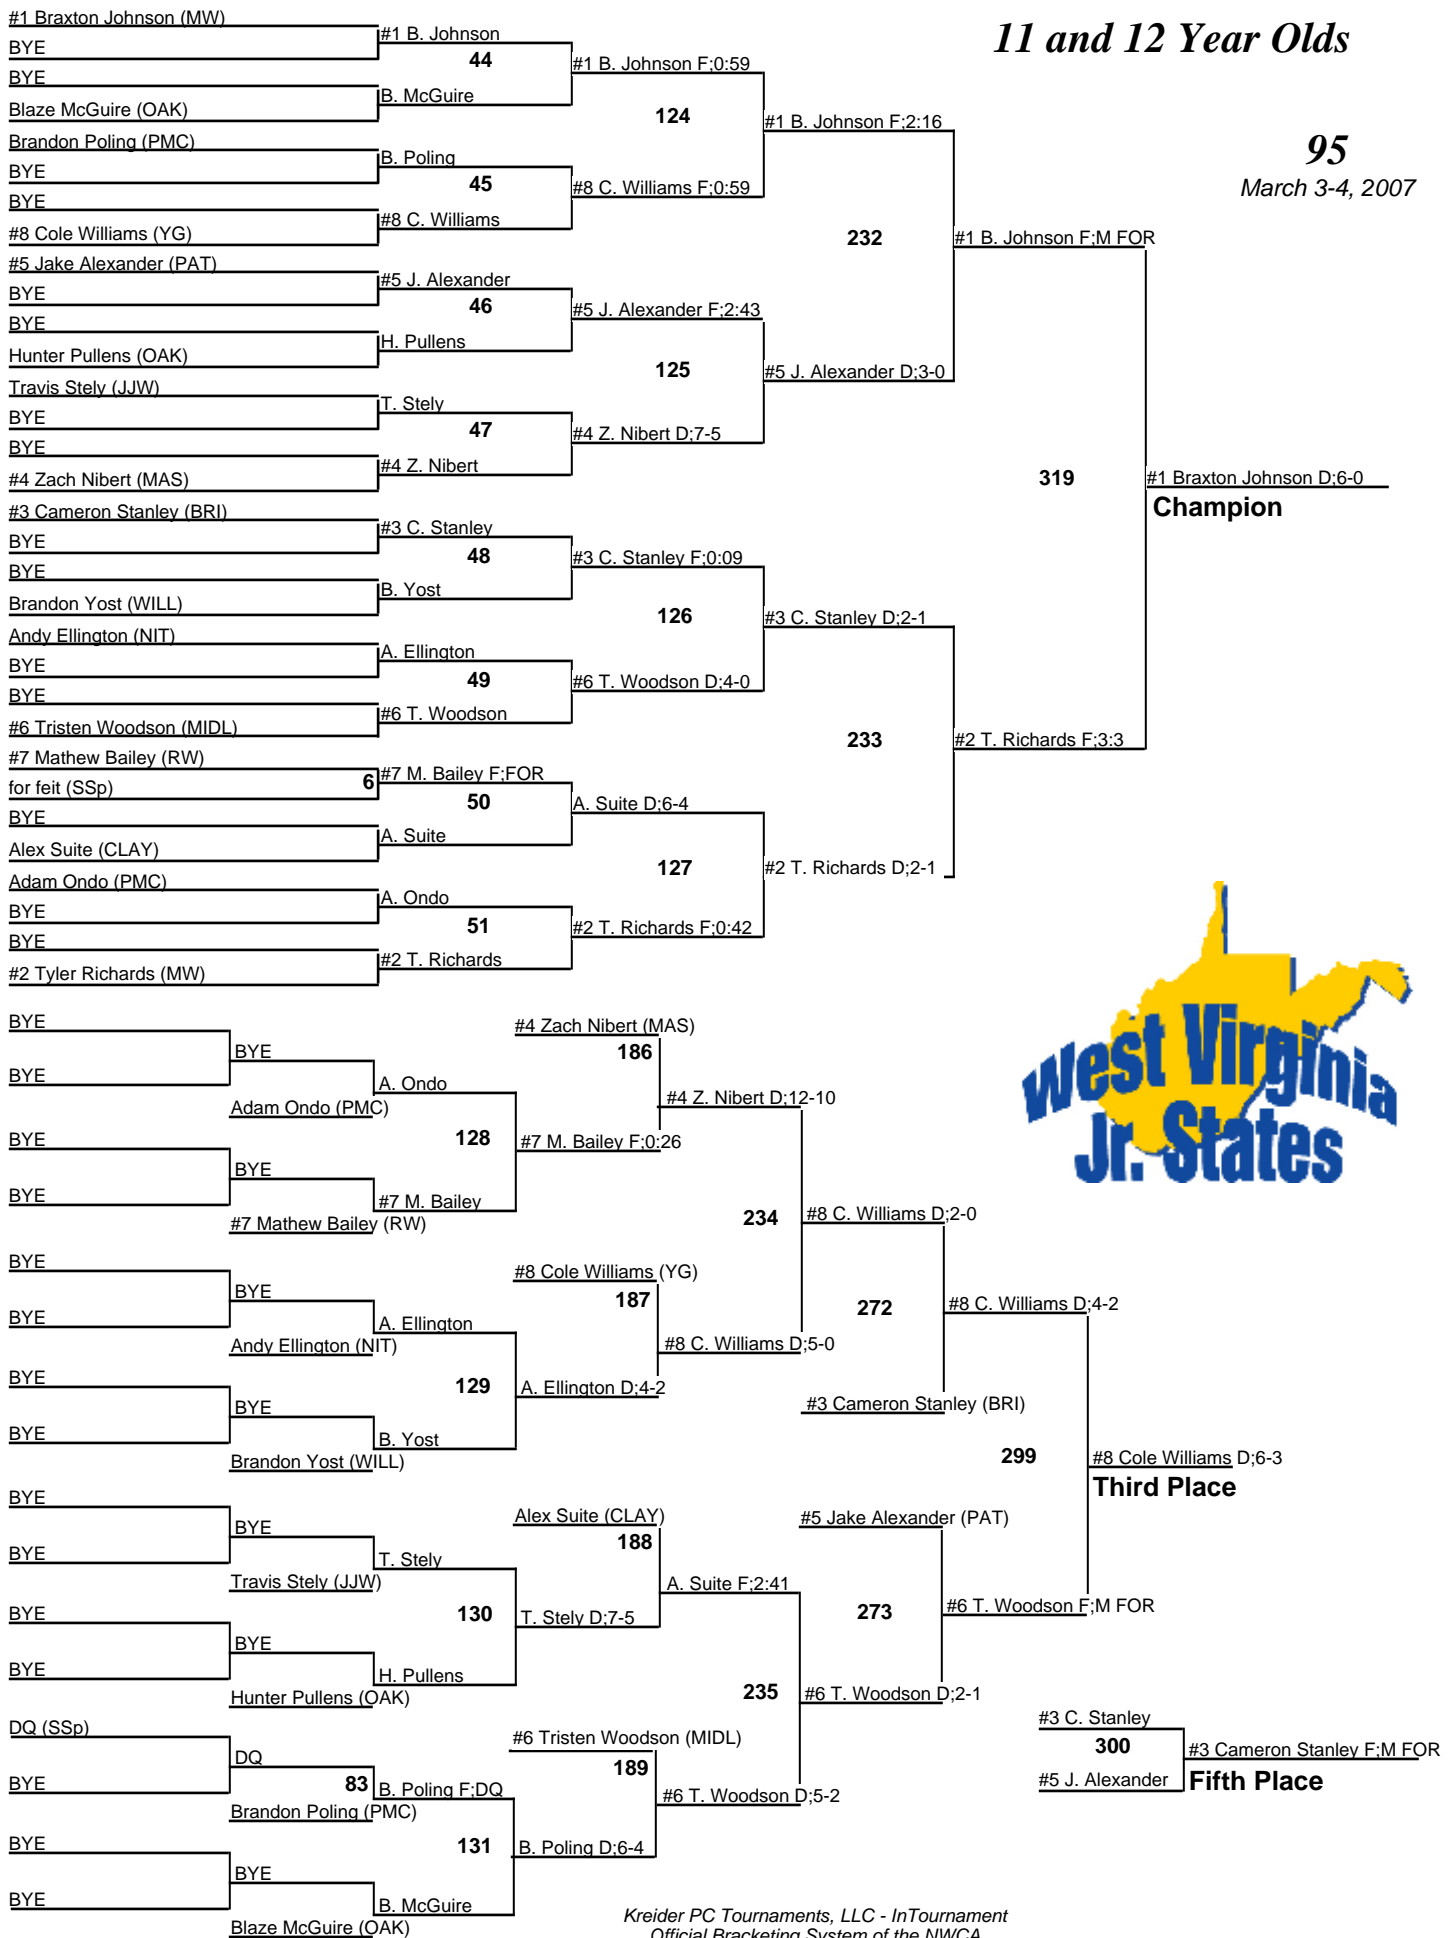 11 and 12 Year Olds
95
March 3-4, 2007
#1 Braxton Johnson (MW)
BYE
BYE
Blaze McGuire (OAK)
Brandon Poling (PMC)
BYE
BYE
#8 Cole Williams (YG)
#5 Jake Alexander (PAT)
BYE
BYE
Hunter Pullens (OAK)
Travis Stely (JJW)
BYE
BYE
#4 Zach Nibert (MAS)
#3 Cameron Stanley (BRI)
BYE
BYE
Brandon Yost (WILL)
Andy Ellington (NIT)
BYE
BYE
#6 Tristen Woodson (MIDL)
#7 Mathew Bailey (RW)
for feit (SSp)
BYE
Alex Suite (CLAY)
Adam Ondo (PMC)
BYE
BYE
#2 Tyler Richards (MW)
#1 B. Johnson
44
B. McGuire
B. Poling
45
#8 C. Williams
#5 J. Alexander
46
H. Pullens
T. Stely
47
#4 Z. Nibert
#3 C. Stanley
48
B. Yost
A. Ellington
49
#6 T. Woodson
6
#7 M. Bailey F;FOR
50
A. Suite
A. Ondo
51
#2 T. Richards
#1 B. Johnson F;0:59
124
#8 C. Williams F;0:59
#5 J. Alexander F;2:43
125
#4 Z. Nibert D;7-5
#3 C. Stanley F;0:09
126
#6 T. Woodson D;4-0
A. Suite D;6-4
127
#2 T. Richards F;0:42
#1 B. Johnson F;2:16
232
#5 J. Alexander D;3-0
#3 C. Stanley D;2-1
233
#2 T. Richards D;2-1
#1 B. Johnson F;M FOR
319
#2 T. Richards F;3:3
#1 Braxton Johnson D;6-0
Champion
West Virginia
Jr. States
BYE
BYE
BYE
BYE
BYE
BYE
BYE
BYE
BYE
BYE
BYE
BYE
DQ (SSp)
BYE
BYE
BYE
BYE
Adam Ondo (PMC)
BYE
#7 Mathew Bailey (RW)
BYE
Andy Ellington (NIT)
BYE
Brandon Yost (WILL)
BYE
Travis Stely (JJW)
BYE
Hunter Pullens (OAK)
DQ
83
Brandon Poling (PMC)
BYE
Blaze McGuire (OAK)
A. Ondo
128
#7 M. Bailey
A. Ellington
129
B. Yost
T. Stely
130
H. Pullens
B. Poling F;DQ
131
B. McGuire
#4 Zach Nibert (MAS)
186
#7 M. Bailey F;0:26
#8 Cole Williams (YG)
187
A. Ellington D;4-2
Alex Suite (CLAY)
188
T. Stely D;7-5
#6 Tristen Woodson (MIDL)
189
B. Poling D;6-4
#4 Z. Nibert D;12-10
234
#8 C. Williams D;5-0
A. Suite F;2:41
235
#6 T. Woodson D;5-2
#8 C. Williams D;2-0
272
#3 Cameron Stanley (BRI)
#5 Jake Alexander (PAT)
273
#6 T. Woodson D;2-1
#8 C. Williams D;4-2
299
#6 T. Woodson F;M FOR
#8 Cole Williams D;6-3
Third Place
#3 C. Stanley
300
#5 J. Alexander
#3 Cameron Stanley F;M FOR
Fifth Place
Kreider PC Tournaments, LLC - InTournament
Official Bracketing System of the NWCA